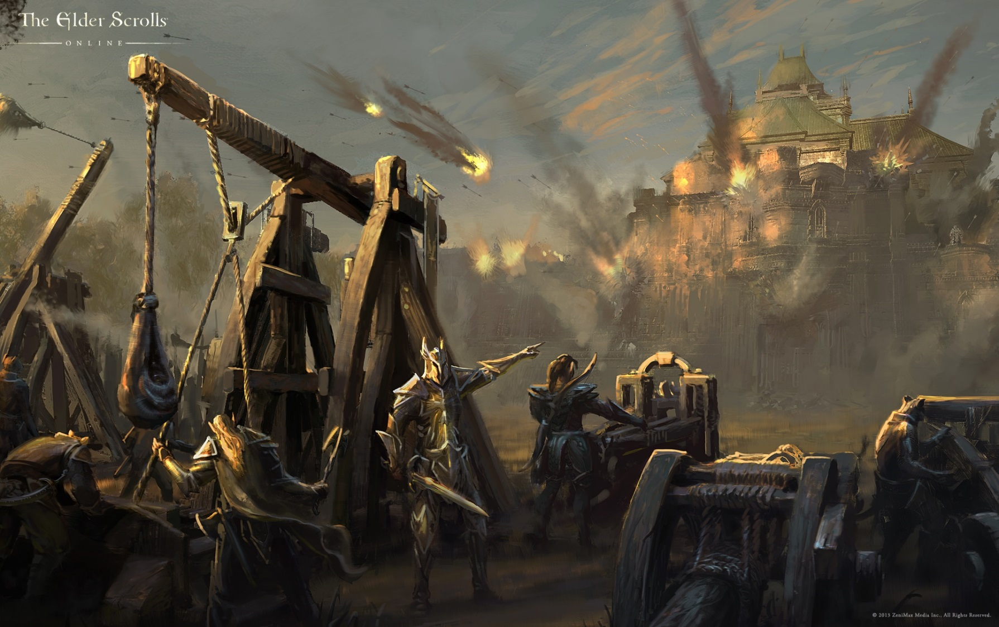 The Elder Scrolls
ONLINE
© 2013 ZeniMax Media Inc., All Rights Reserved.